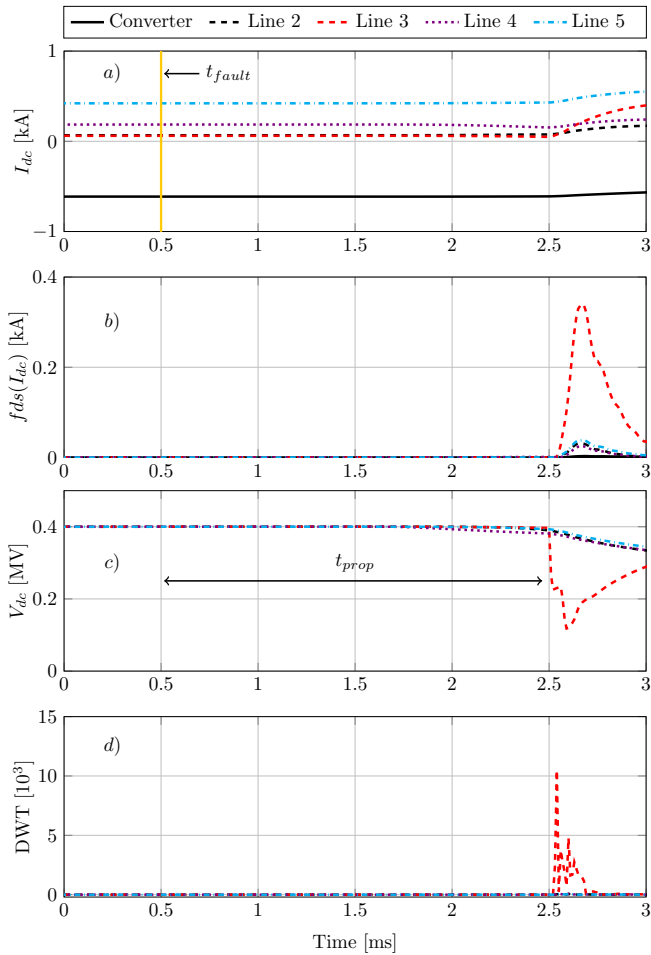 Converter Line 2 Line 3 Line 4 Line 5
1
a) t_fault
0
I_dc [kA]
−1
0 0.5 1 1.5 2 2.5 3
0.4
b)
0.2
fds(I_dc) [kA]
0
0 0.5 1 1.5 2 2.5 3
0.4
c) t_prop
0.2
V_dc [MV]
0
0 0.5 1 1.5 2 2.5 3
15
d)
10
DWT [10³]
5
0
0 0.5 1 1.5 2 2.5 3
Time [ms]